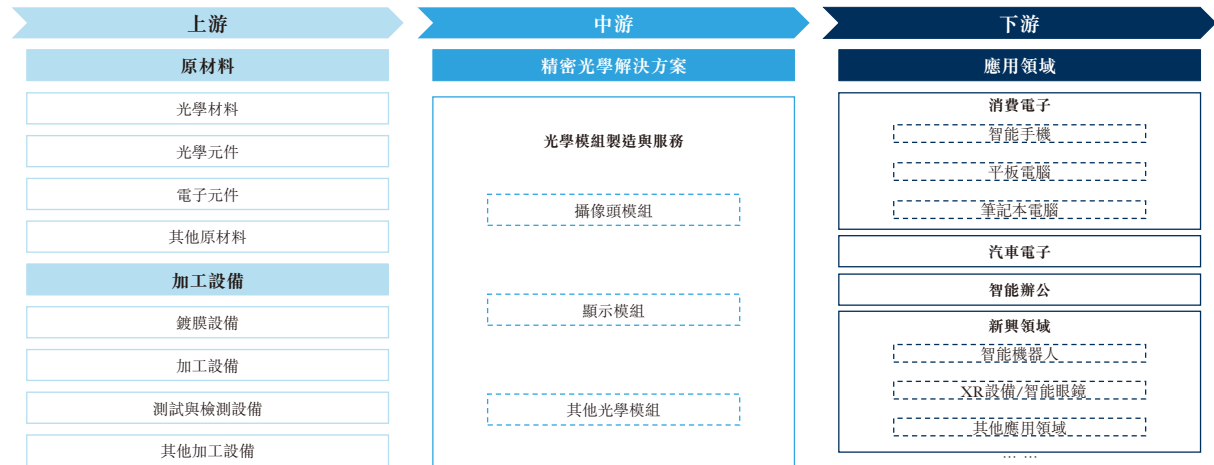 上游
原材料
光學材料
光學元件
電子元件
其他原材料
加工設備
鍍膜設備
加工設備
測試與檢測設備
其他加工設備
中游
精密光學解決方案
光學模組製造與服務
攝像頭模組
顯示模組
其他光學模組
下游
應用領域
消費電子
智能手機
平板電腦
筆記本電腦
汽車電子
智能辦公
新興領域
智能機器人
XR設備/智能眼鏡
其他應用領域
… …